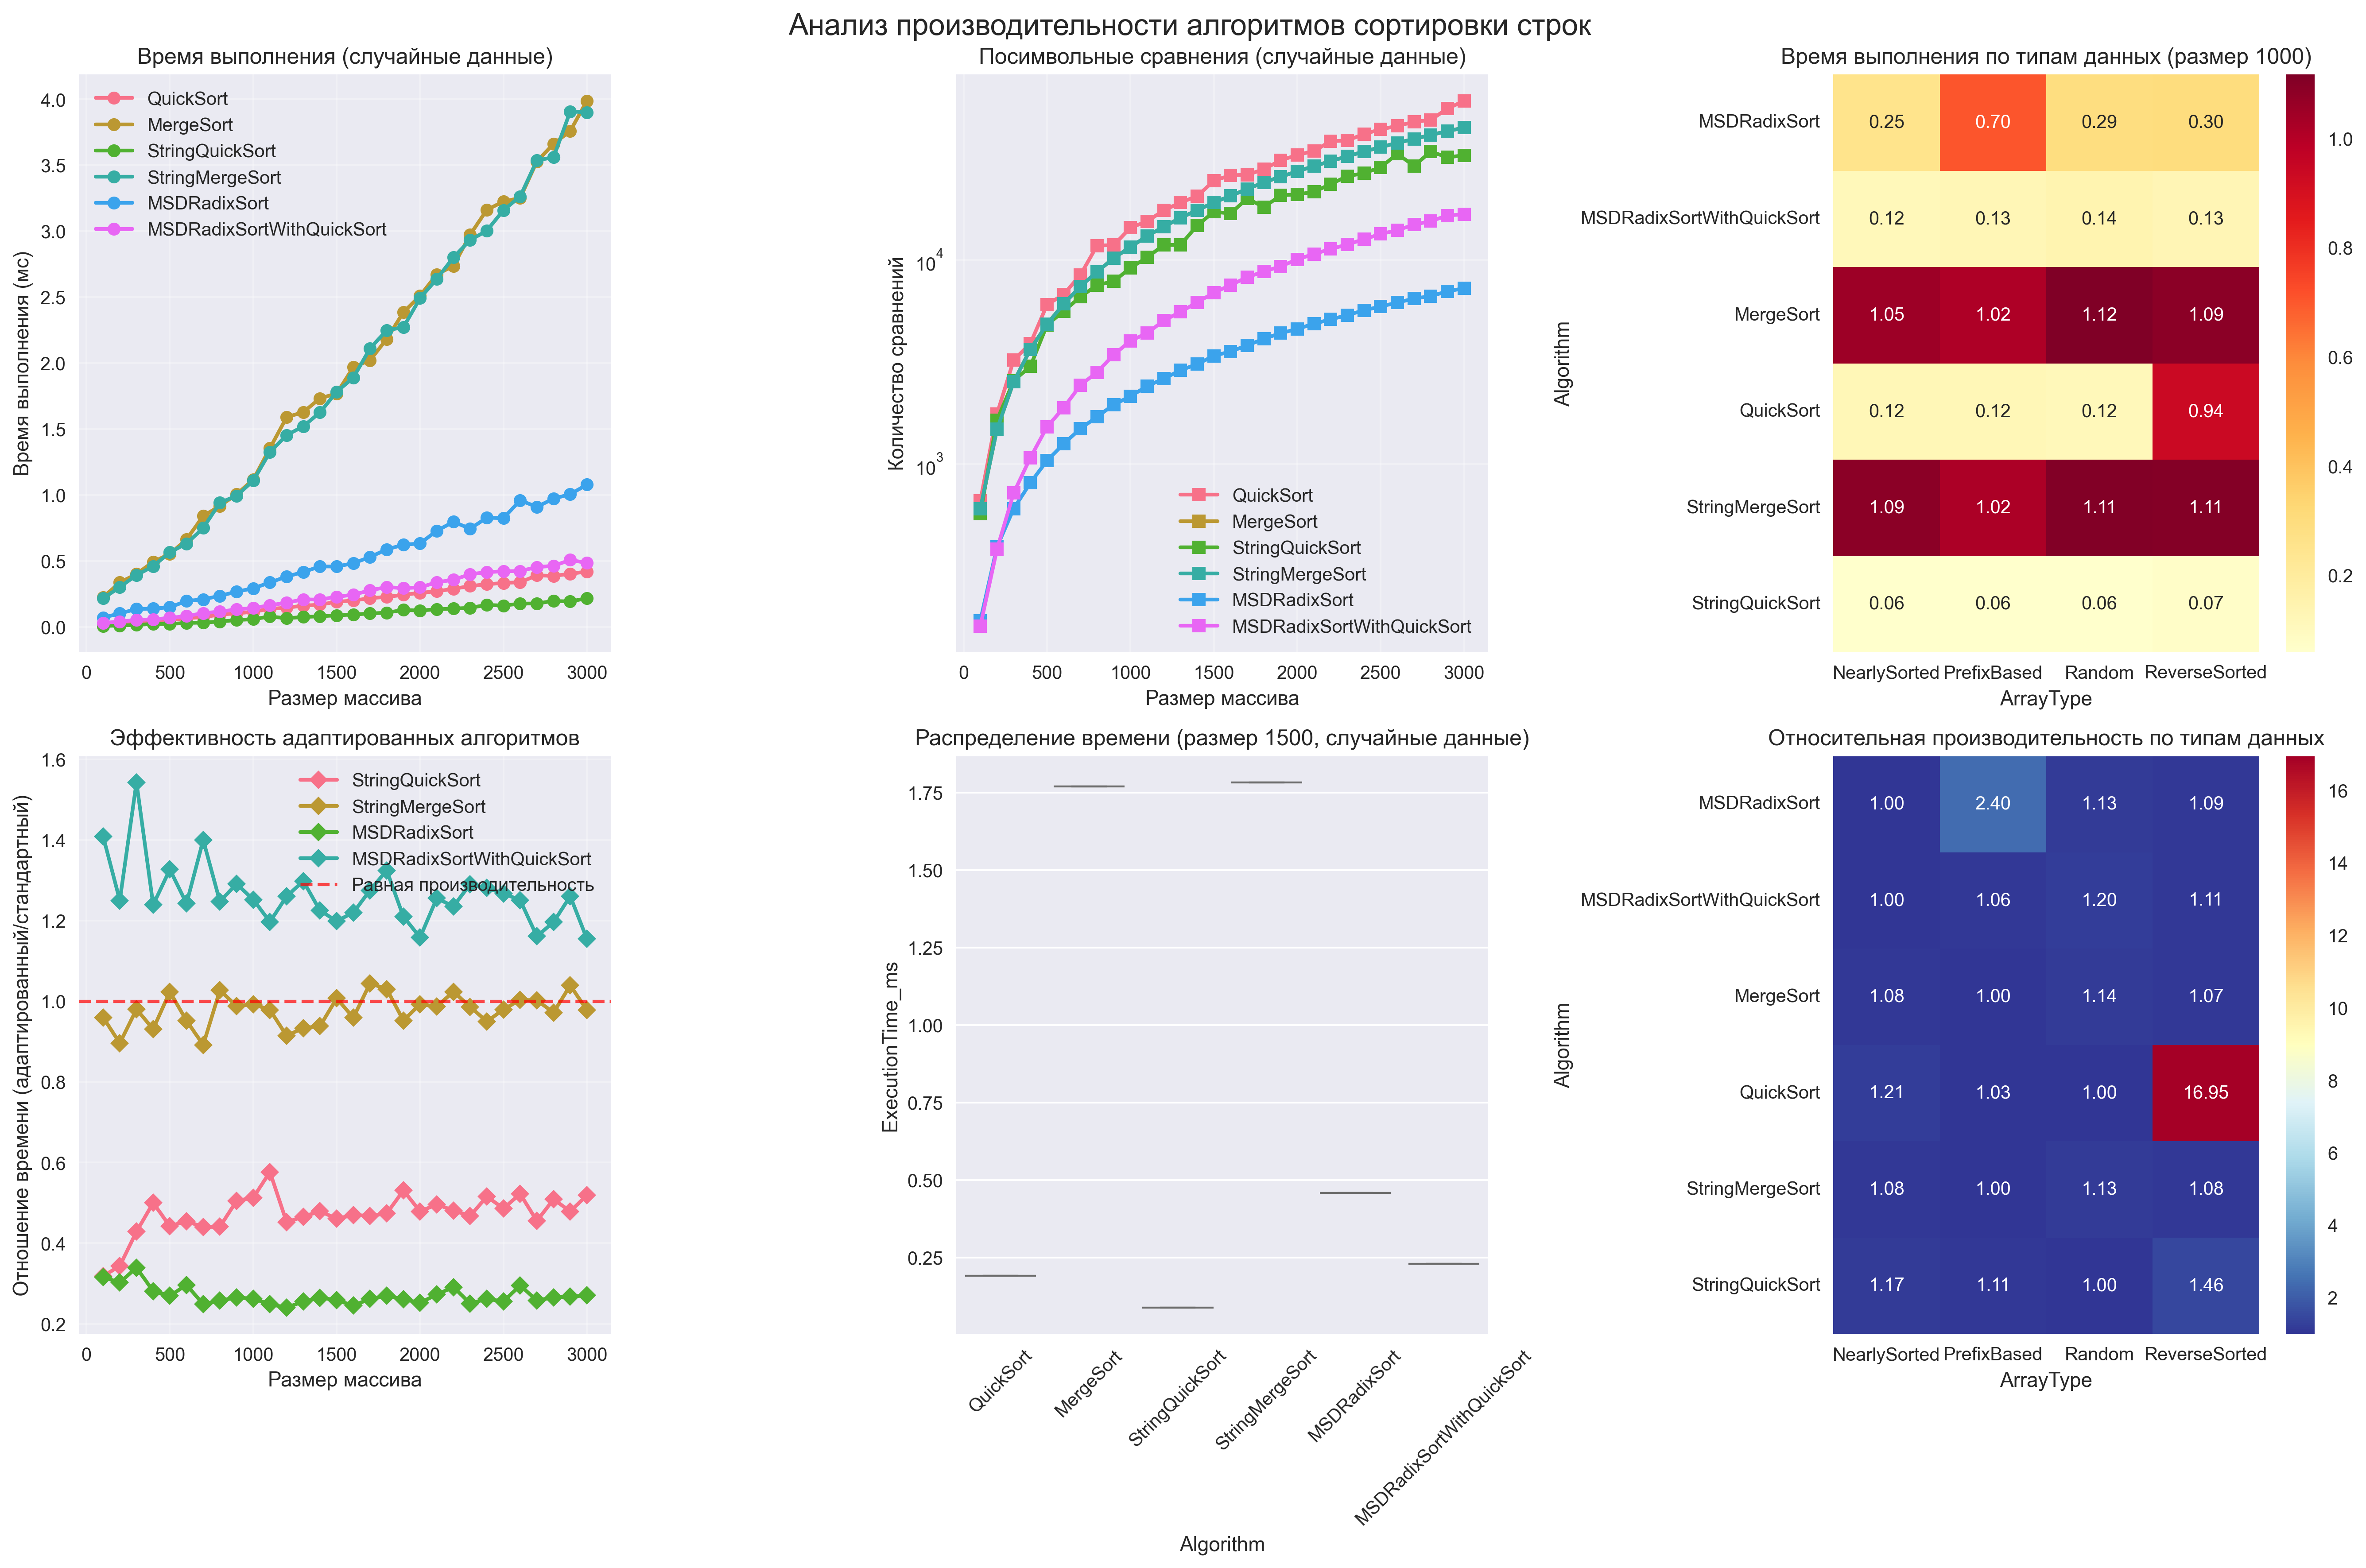 Анализ производительности алгоритмов сортировки строк
Время выполнения (случайные данные)
4.0
3.5
3.0
2.5
2.0
1.5
1.0
0.5
0.0
Время выполнения (мс)
QuickSort
MergeSort
StringQuickSort
StringMergeSort
MSDRadixSort
MSDRadixSortWithQuickSort
0 500 1000 1500 2000 2500 3000
Размер массива
Посимвольные сравнения (случайные данные)
10^4
10^3
Количество сравнений
QuickSort
MergeSort
StringQuickSort
StringMergeSort
MSDRadixSort
MSDRadixSortWithQuickSort
0 500 1000 1500 2000 2500 3000
Размер массива
Время выполнения по типам данных (размер 1000)
Algorithm
MSDRadixSort 0.25 0.70 0.29 0.30
MSDRadixSortWithQuickSort 0.12 0.13 0.14 0.13
MergeSort 1.05 1.02 1.12 1.09
QuickSort 0.12 0.12 0.12 0.94
StringMergeSort 1.09 1.02 1.11 1.11
StringQuickSort 0.06 0.06 0.06 0.07
NearlySorted PrefixBased Random ReverseSorted
ArrayType
1.0
0.8
0.6
0.4
0.2
Эффективность адаптированных алгоритмов
1.6
1.4
1.2
1.0
0.8
0.6
0.4
0.2
Отношение времени (адаптированный/стандартный)
StringQuickSort
StringMergeSort
MSDRadixSort
MSDRadixSortWithQuickSort
Равная производительность
0 500 1000 1500 2000 2500 3000
Размер массива
Распределение времени (размер 1500, случайные данные)
1.75
1.50
1.25
1.00
0.75
0.50
0.25
ExecutionTime_ms
QuickSort
MergeSort
StringQuickSort
StringMergeSort
MSDRadixSort
MSDRadixSortWithQuickSort
Algorithm
Относительная производительность по типам данных
Algorithm
MSDRadixSort 1.00 2.40 1.13 1.09
MSDRadixSortWithQuickSort 1.00 1.06 1.20 1.11
MergeSort 1.08 1.00 1.14 1.07
QuickSort 1.21 1.03 1.00 16.95
StringMergeSort 1.08 1.00 1.13 1.08
StringQuickSort 1.17 1.11 1.00 1.46
NearlySorted PrefixBased Random ReverseSorted
ArrayType
16
14
12
10
8
6
4
2